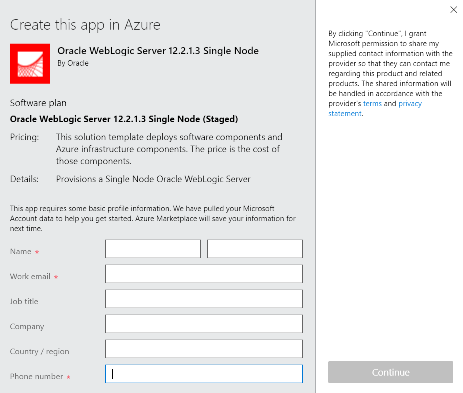 Create this app in Azure
Oracle WebLogic Server 12.2.1.3 Single Node
By Oracle
Software plan
Oracle WebLogic Server 12.2.1.3 Single Node (Staged)
Pricing: This solution template deploys software components and
Azure infrastructure components. The price is the cost of
those components.
Details: Provisions a Single Node Oracle WebLogic Server
This app requires some basic profile information. We have pulled your Microsoft
Account data to help you get started. Azure Marketplace will save your information for
next time.
Name *
Work email *
Job title
Company
Country / region
Phone number *
By clicking "Continue", I grant
Microsoft permission to share my
supplied contact information with the
provider so that they can contact me
regarding this product and related
products. The shared information will
be handled in accordance with the
provider's terms and privacy
statement.
Continue